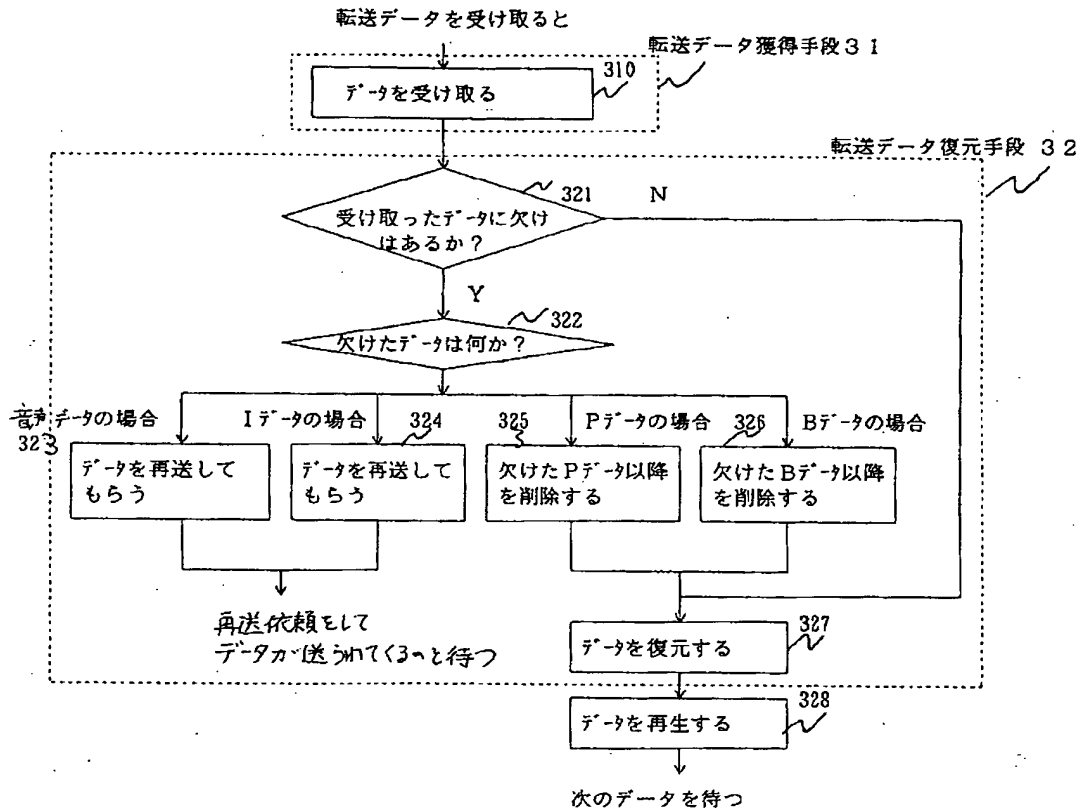 転送データを受け取ると
転送データ獲得手段31
310
データを受け取る
転送データ復元手段 32
321
N
受け取ったデータに欠け
はあるか？
Y
322
欠けたデータは何か？
音声データの場合
323
Iデータの場合
324
325
Pデータの場合
326
Bデータの場合
データを再送して
もらう
データを再送して
もらう
欠けたPデータ以降
を削除する
欠けたBデータ以降
を削除する
再送依頼をして
データが送られてくるのを待つ
327
データを復元する
328
データを再生する
次のデータを待つ